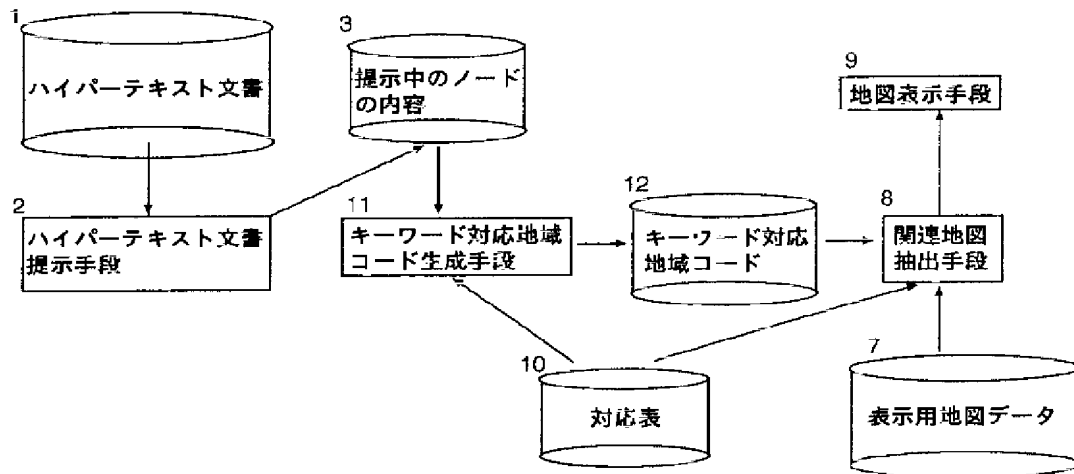 1
ハイパーテキスト文書
2
ハイパーテキスト文書
提示手段
3
提示中のノード
の内容
11
キーワード対応地域
コード生成手段
12
キーワード対応
地域コード
9
地図表示手段
8
関連地図
抽出手段
10
対応表
7
表示用地図データ